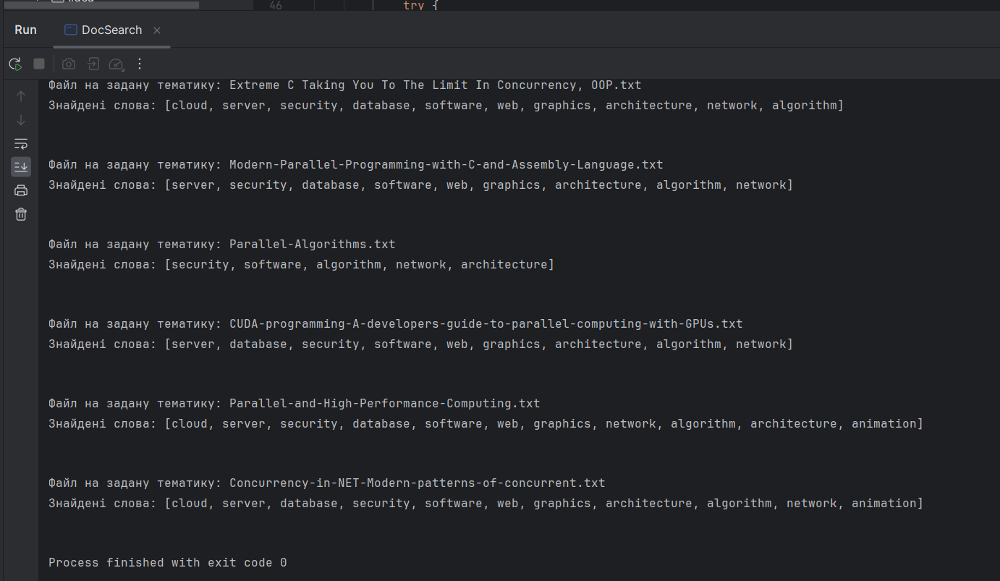 46 try {
Run DocSearch
Файл на задану тематику: Extreme C Taking You To The Limit In Concurrency, OOP.txt
Знайдені слова: [cloud, server, security, database, software, web, graphics, architecture, network, algorithm]
Файл на задану тематику: Modern-Parallel-Programming-with-C-and-Assembly-Language.txt
Знайдені слова: [server, security, database, software, web, graphics, architecture, algorithm, network]
Файл на задану тематику: Parallel-Algorithms.txt
Знайдені слова: [security, software, algorithm, network, architecture]
Файл на задану тематику: CUDA-programming-A-developers-guide-to-parallel-computing-with-GPUs.txt
Знайдені слова: [server, database, security, software, web, graphics, architecture, algorithm, network]
Файл на задану тематику: Parallel-and-High-Performance-Computing.txt
Знайдені слова: [cloud, server, security, database, software, web, graphics, network, algorithm, architecture, animation]
Файл на задану тематику: Concurrency-in-NET-Modern-patterns-of-concurrent.txt
Знайдені слова: [cloud, server, database, security, software, web, graphics, architecture, algorithm, network, animation]
Process finished with exit code 0